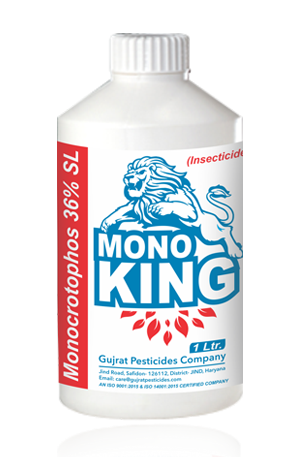 Monocrotophos 36% SL
(Insecticide
MONO
KING
1 Ltr.
Gujrat Pesticides Company
Jind Road, Safidon- 126112, District- JIND, Haryana
Email: care@gujratpesticides.com
AN ISO 9001:2015 & ISO 14001:2015 CERTIFIED COMPANY